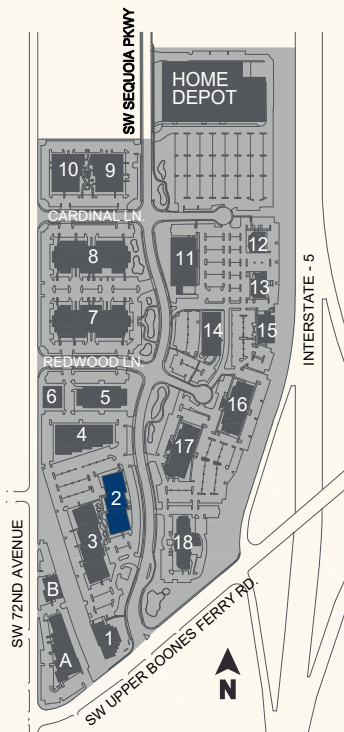 SW SEQUOIA PKWY
HOME
DEPOT
10
9
CARDINAL LN.
8
11
12
13
7
14
15
INTERSTATE - 5
REDWOOD LN.
6
5
16
4
17
2
3
18
SW 72ND AVENUE
B
1
A
SW UPPER BOONES FERRY RD.
N